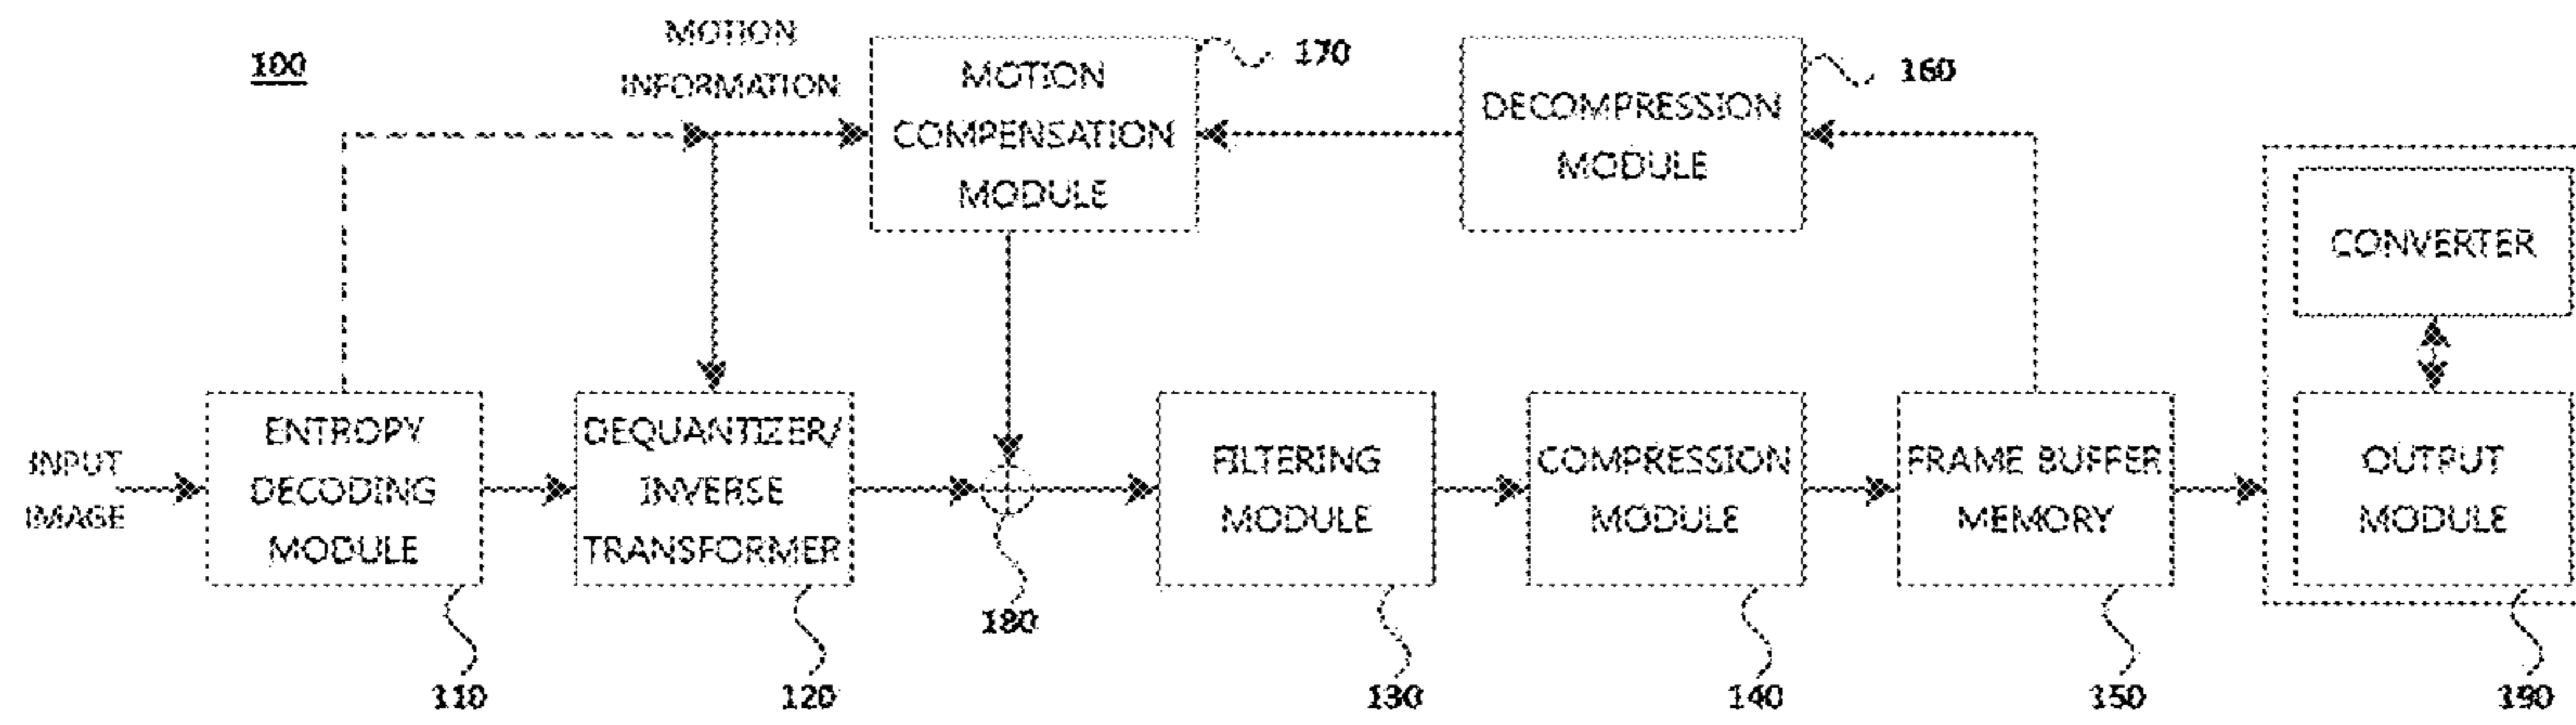 100
MOTION
INFORMATION
MOTION
COMPENSATION
MODULE
170
DECOMPRESSION
MODULE
160
CONVERTER
INPUT
IMAGE
ENTROPY
DECODING
MODULE
110
DEQUANTIZER/
INVERSE
TRANSFORMER
120
180
FILTERING
MODULE
130
COMPRESSION
MODULE
140
FRAME BUFFER
MEMORY
150
OUTPUT
MODULE
190